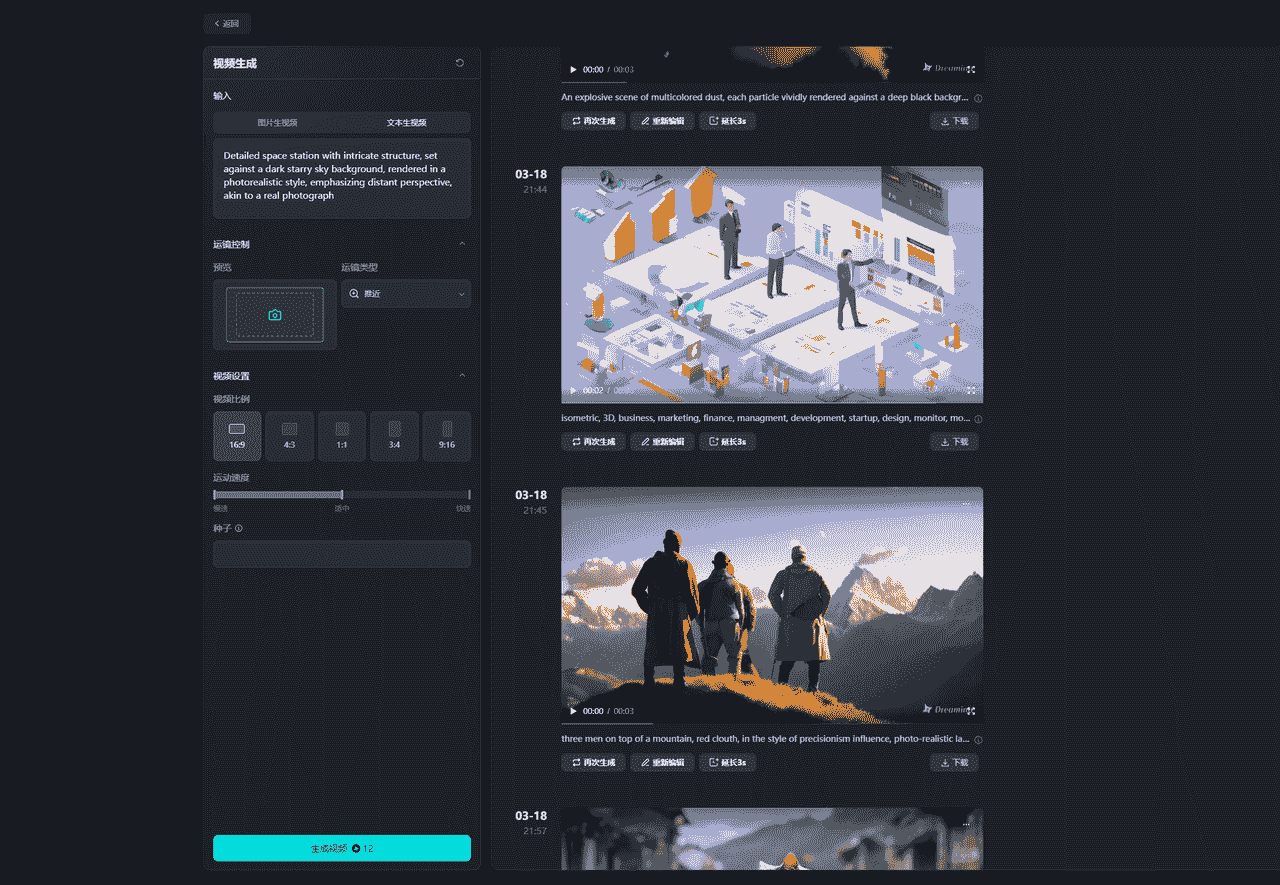 返回
视频生成
输入
图片生视频
文本生视频
Detailed space station with intricate structure, set
against a dark starry sky background, rendered in a
photorealistic style, emphasizing distant perspective,
akin to a real photograph
运镜控制
预览
运镜类型
推近
视频设置
视频比例
16:9
4:3
1:1
3:4
9:16
运动速度
慢速
适中
快速
种子
生成视频 12
00:00 / 00:03
Dreamina
An explosive scene of multicolored dust, each particle vividly rendered against a deep black backgr...
再次生成
重新编辑
延长3s
下载
03-18
21:44
00:02 /
isometric, 3D, business, marketing, finance, managment, development, startup, design, monitor, mo...
再次生成
重新编辑
延长3s
下载
03-18
21:45
00:00 / 00:03
Dreamina
three men on top of a mountain, red clouth, in the style of precisionism influence, photo-realistic la...
再次生成
重新编辑
延长3s
下载
03-18
21:57